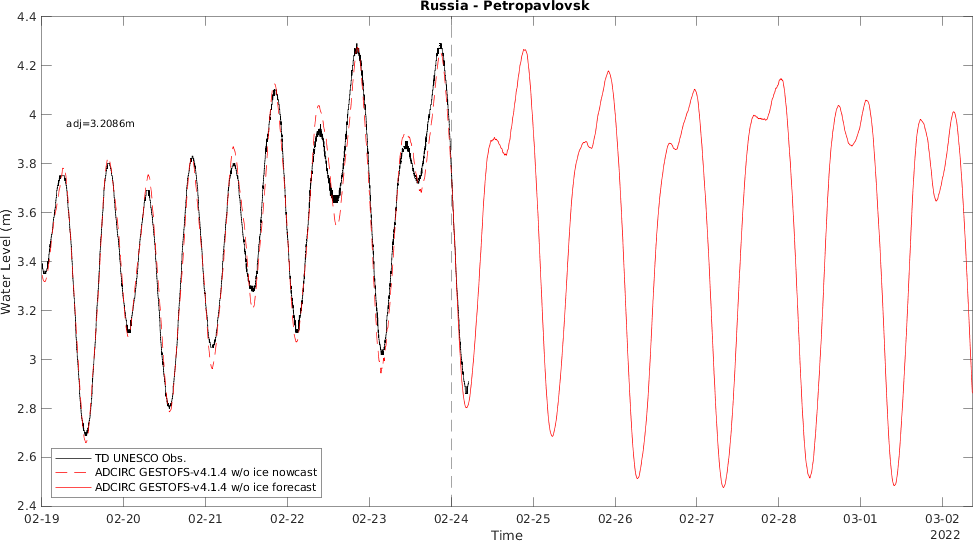 Russia - Petropavlovsk
4.4
4.2
4
3.8
3.6
3.4
3.2
3
2.8
2.6
2.4
Water Level (m)
adj=3.2086m
TD UNESCO Obs.
ADCIRC GESTOFS-v4.1.4 w/o ice nowcast
ADCIRC GESTOFS-v4.1.4 w/o ice forecast
02-19 02-20 02-21 02-22 02-23 02-24 02-25 02-26 02-27 02-28 03-01 03-02
2022
Time